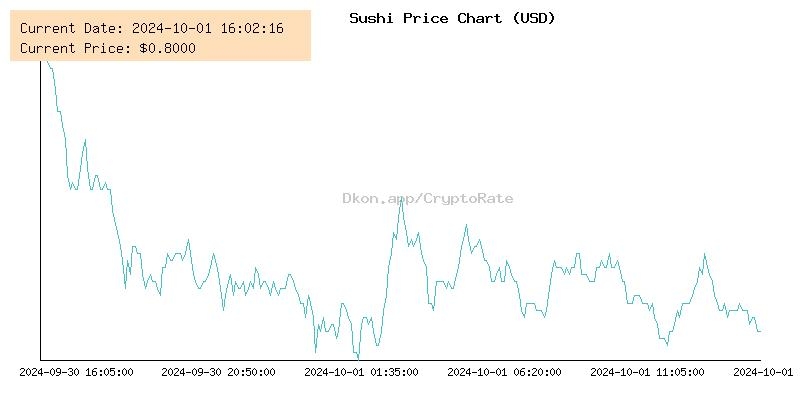 Sushi Price Chart (USD)
Current Date: 2024-10-01 16:02:16
Current Price: $0.8000
Dkon.app/CryptoRate
2024-09-30 16:05:00 2024-09-30 20:50:00 2024-10-01 01:35:00 2024-10-01 06:20:00 2024-10-01 11:05:00 2024-10-01